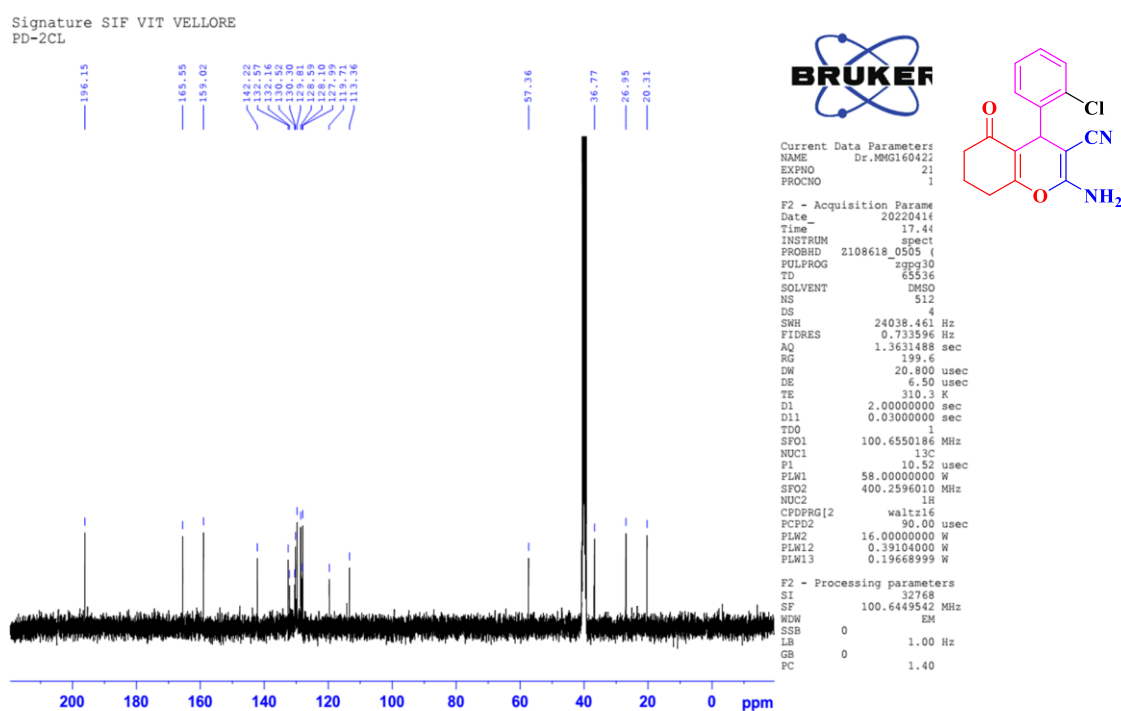 Signature SIF VIT VELLORE
PD-2CL
196.15
165.55
159.02
142.22
132.57
132.16
130.52
130.30
129.81
128.59
128.10
127.99
119.71
113.36
57.36
36.77
26.95
20.31
BRUKER
Current Data Parameters
NAME Dr.MMG160422
EXPNO 21
PROCNO 1
F2 - Acquisition Parame
Date_ 20220416
Time 17.44
INSTRUM spect
PROBHD Z108618_0505 (
PULPROG zgpg30
TD 65536
SOLVENT DMSO
NS 512
DS 4
SWH 24038.461 Hz
FIDRES 0.733596 Hz
AQ 1.3631488 sec
RG 199.6
DW 20.800 usec
DE 6.50 usec
TE 310.3 K
D1 2.00000000 sec
D11 0.03000000 sec
TD0 1
SFO1 100.6550186 MHz
NUC1 13C
P1 10.52 usec
PLW1 58.00000000 W
SFO2 400.2596010 MHz
NUC2 1H
CPDPRG[2 waltz16
PCPD2 90.00 usec
PLW2 16.00000000 W
PLW12 0.39104000 W
PLW13 0.19668999 W
F2 - Processing parameters
SI 32768
SF 100.6449542 MHz
WDW EM
SSB 0
LB 1.00 Hz
GB 0
PC 1.40
Cl
O
CN
O
NH2
200 180 160 140 120 100 80 60 40 20 0 ppm